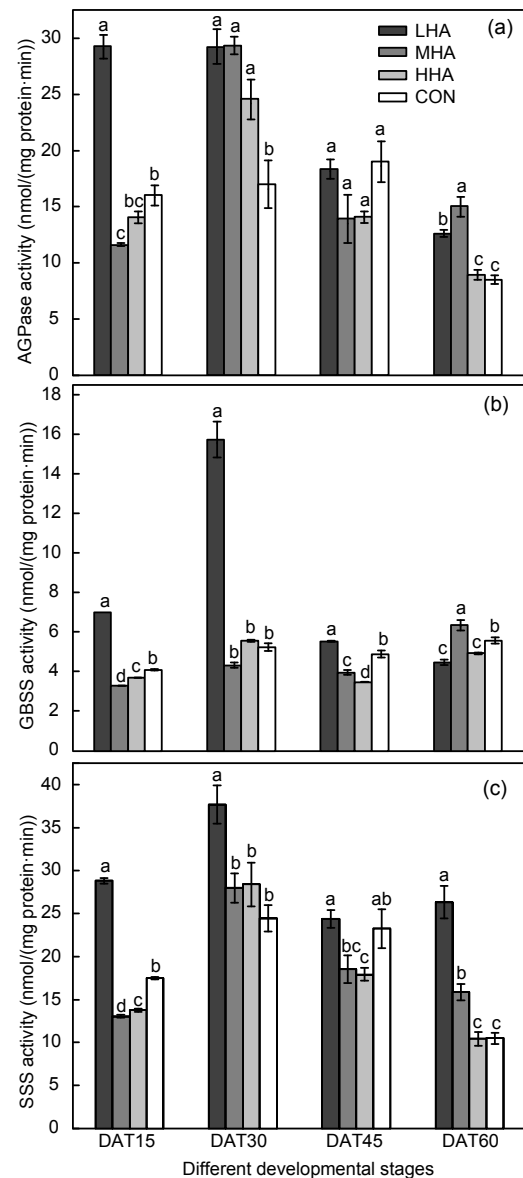 (a)
LHA
MHA
HHA
CON
AGPase activity (nmol/(mg protein·min))
30
25
20
15
10
5
0
a
c
bc
b
a
a
a
b
a
a
a
a
b
a
c
c
(b)
GBSS activity (nmol/(mg protein·min))
18
16
14
12
10
8
6
4
2
0
a
d
c
b
a
b
b
b
a
c
d
b
c
a
c
b
(c)
SSS activity (nmol/(mg protein·min))
40
35
30
25
20
15
10
5
0
a
d
c
b
a
b
b
b
a
bc
c
ab
a
b
c
c
DAT15 DAT30 DAT45 DAT60
Different developmental stages